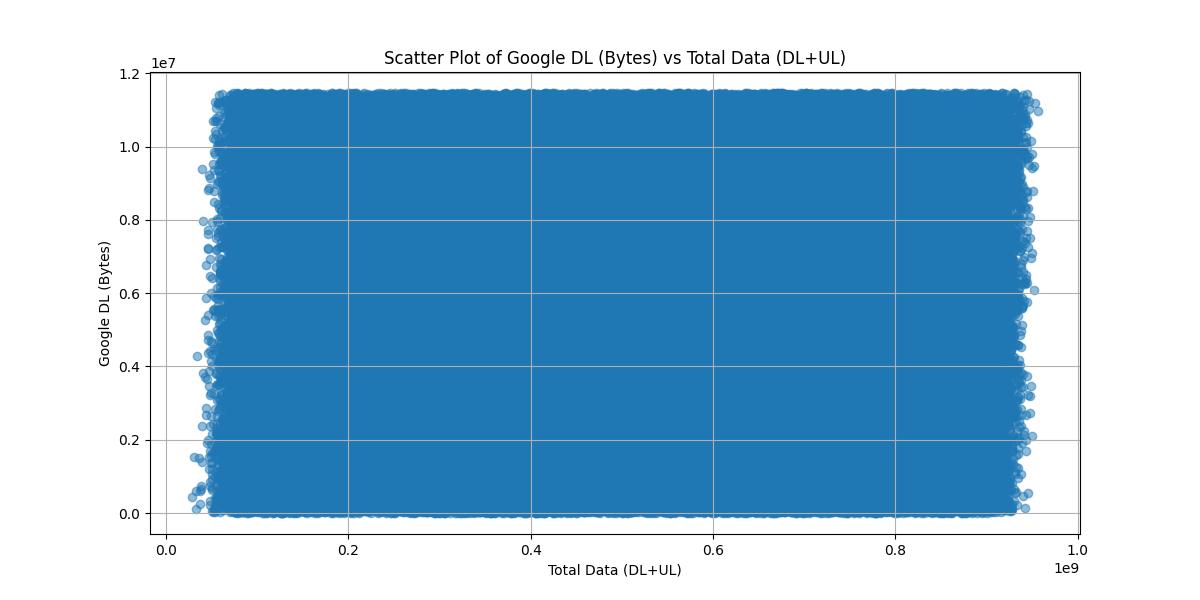 Scatter Plot of Google DL (Bytes) vs Total Data (DL+UL)
1e7
1.2
1.0
0.8
0.6
0.4
0.2
0.0
Google DL (Bytes)
0.0 0.2 0.4 0.6 0.8 1.0
1e9
Total Data (DL+UL)